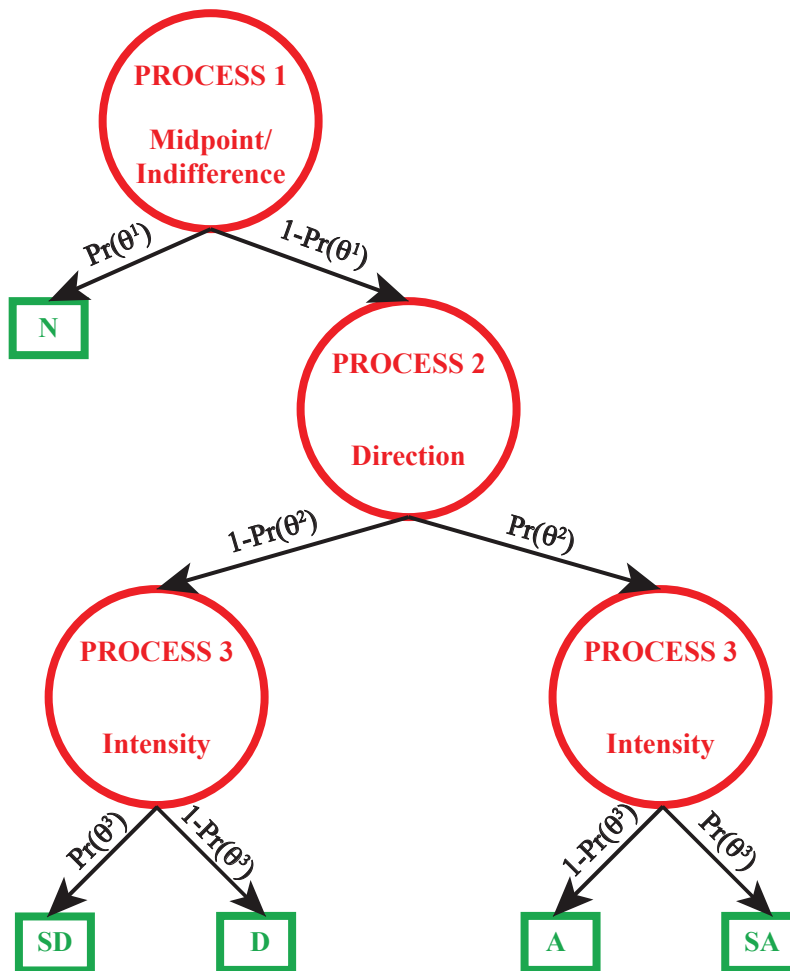 PROCESS 1
Midpoint/
Indifference
Pr(θ¹)
1-Pr(θ¹)
N
PROCESS 2
Direction
1-Pr(θ²)
Pr(θ²)
PROCESS 3
Intensity
PROCESS 3
Intensity
Pr(θ³)
1-Pr(θ³)
1-Pr(θ³)
Pr(θ³)
SD
D
A
SA